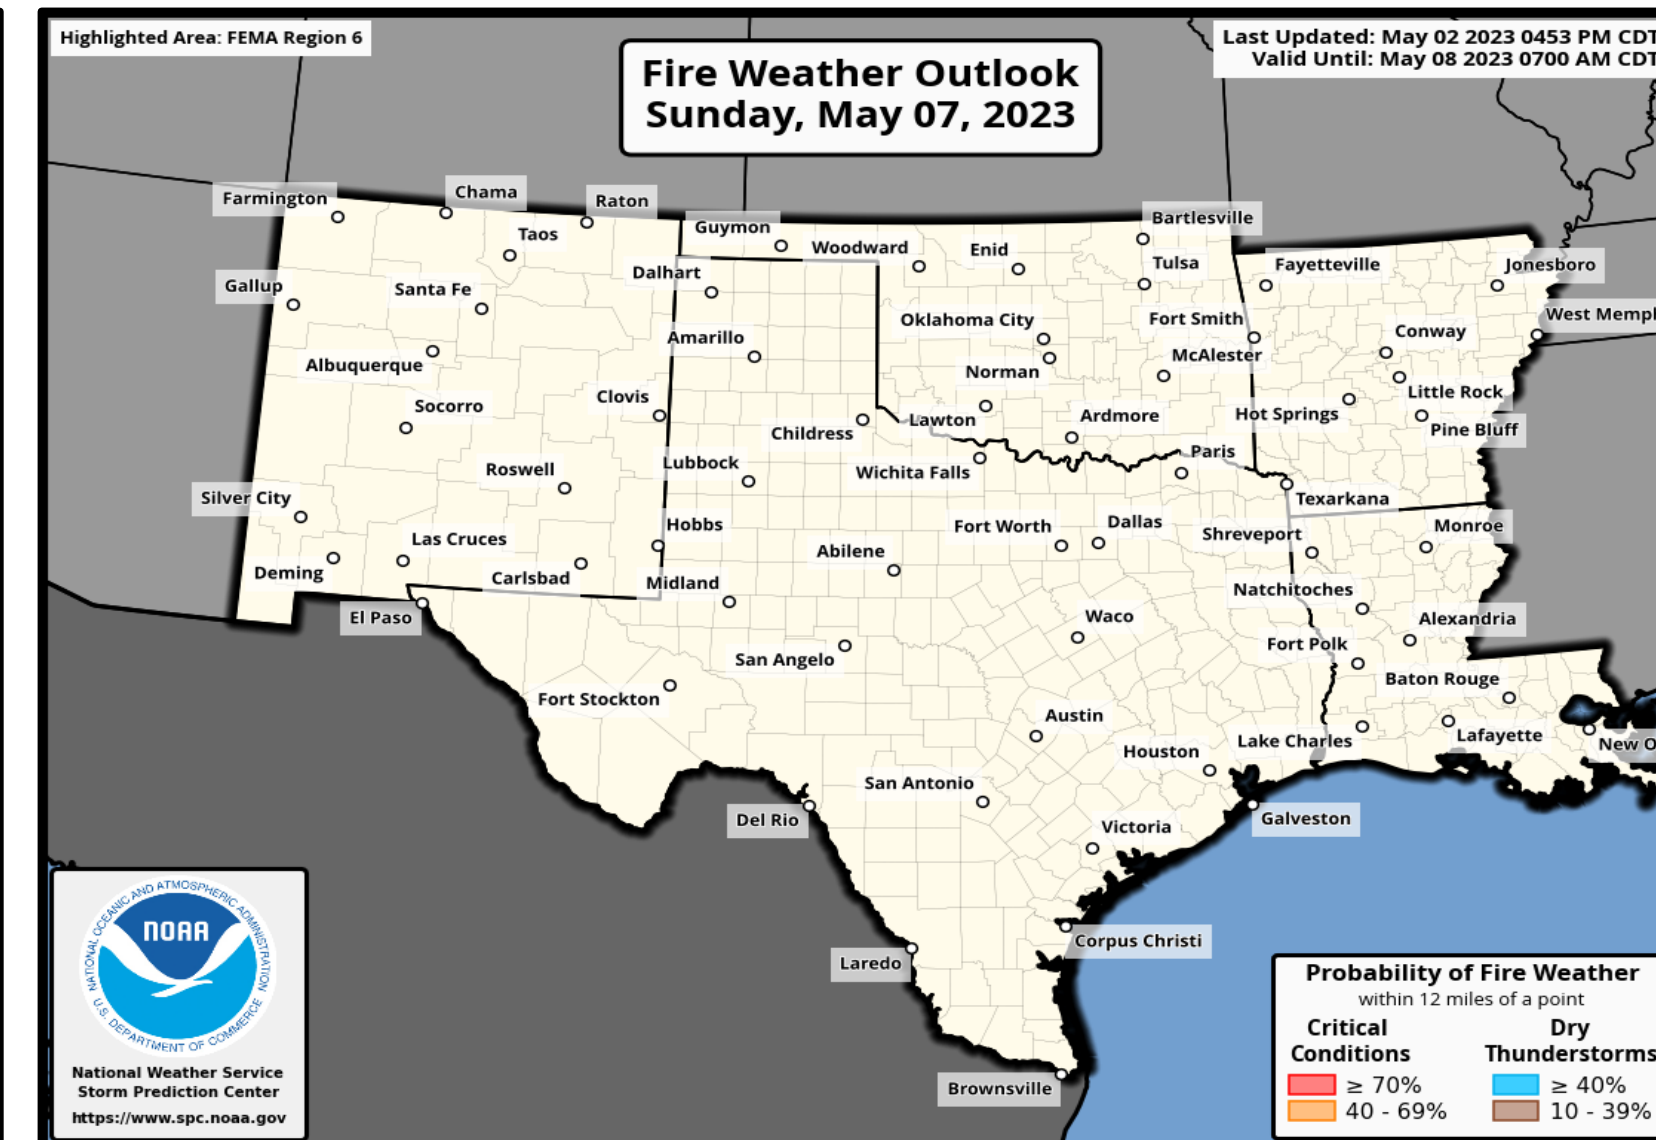 Highlighted Area: FEMA Region 6
Fire Weather Outlook
Sunday, May 07, 2023
Last Updated: May 02 2023 0453 PM CDT
Valid Until: May 08 2023 0700 AM CDT
Farmington
Chama
Raton
Taos
Guymon
Woodward
Enid
Bartlesville
Tulsa
Fayetteville
Jonesboro
Gallup
Santa Fe
Dalhart
Oklahoma City
Fort Smith
West Memp
Amarillo
Conway
Albuquerque
Norman
McAlester
Clovis
Socorro
Little Rock
Childress
Lawton
Ardmore
Hot Springs
Pine Bluff
Roswell
Lubbock
Wichita Falls
Paris
Silver City
Texarkana
Hobbs
Fort Worth
Dallas
Shreveport
Monroe
Las Cruces
Abilene
Deming
Carlsbad
Midland
Natchitoches
El Paso
Waco
Alexandria
San Angelo
Fort Polk
Fort Stockton
Baton Rouge
Austin
Houston
Lake Charles
Lafayette
New O
San Antonio
Del Rio
Victoria
Galveston
Corpus Christi
Laredo
Brownsville
NATIONAL OCEANIC AND ATMOSPHERIC ADMINISTRATION
NOAA
U.S. DEPARTMENT OF COMMERCE
National Weather Service
Storm Prediction Center
https://www.spc.noaa.gov
Probability of Fire Weather
within 12 miles of a point
Critical
Conditions
≥ 70%
40 - 69%
Dry
Thunderstorms
≥ 40%
10 - 39%